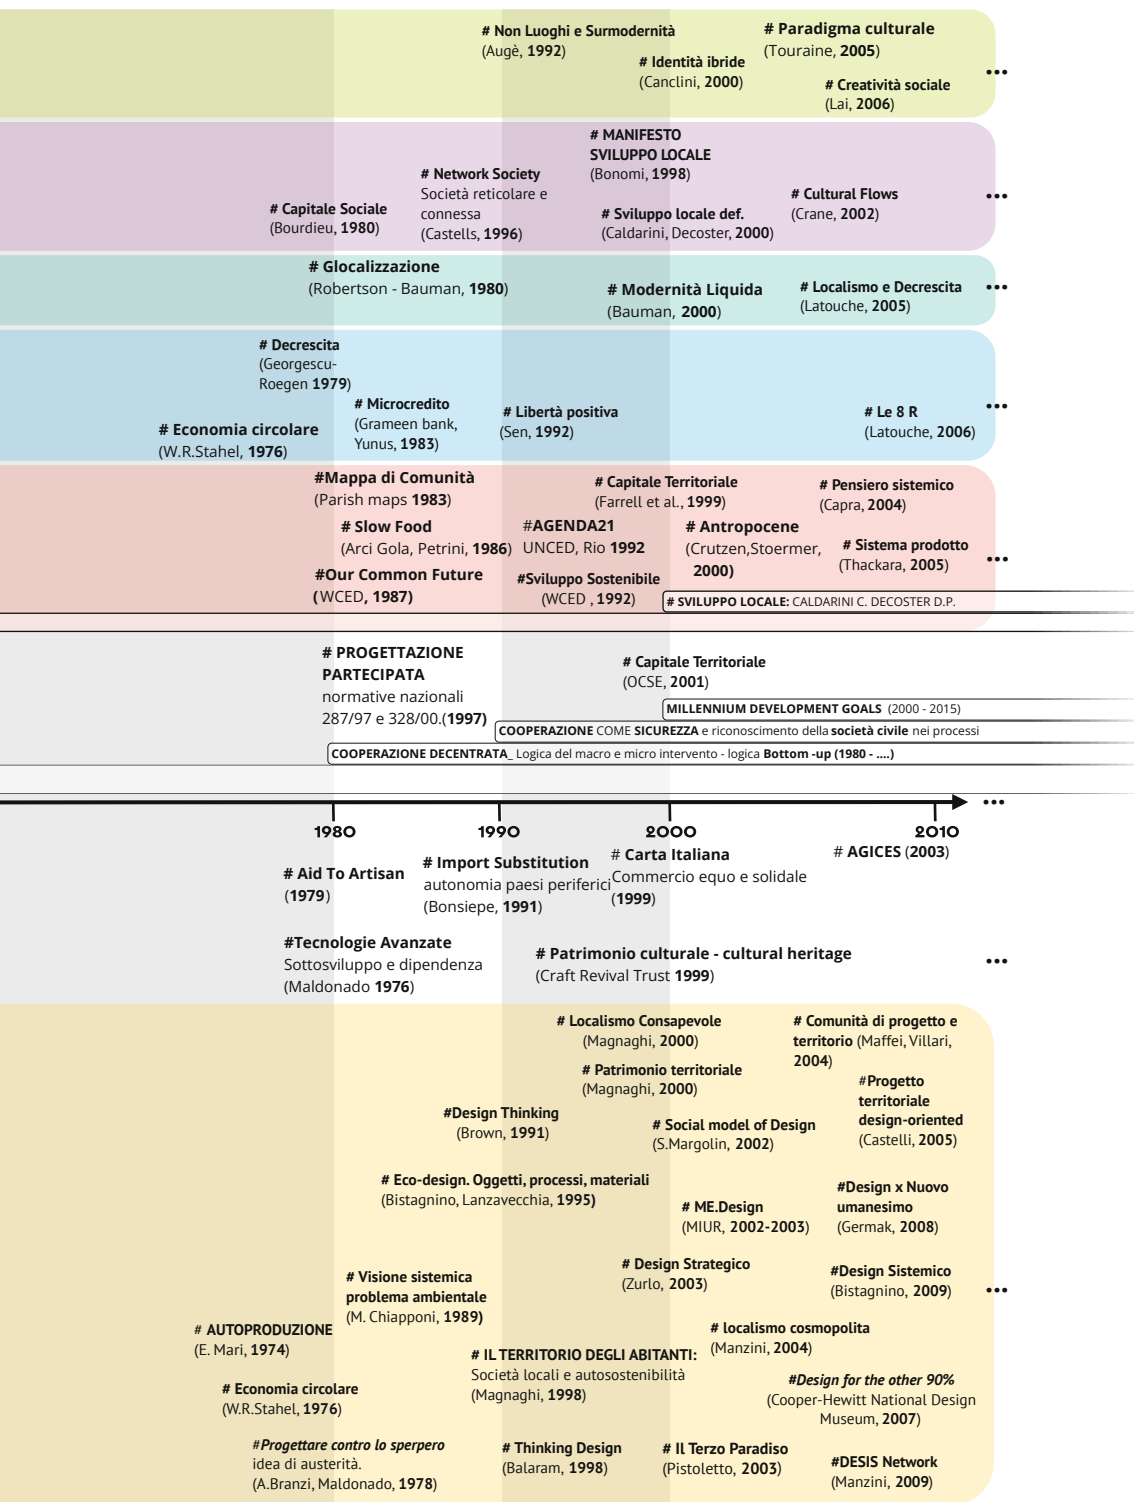 # Non Luoghi e Surmodernità
(Augè, 1992)
# Paradigma culturale
(Touraine, 2005)
# Identità ibride
(Canclini, 2000)
# Creatività sociale
(Lai, 2006)
...
# MANIFESTO
SVILUPPO LOCALE
(Bonomi, 1998)
# Network Society
Società reticolare e
connessa
(Castells, 1996)
# Capitale Sociale
(Bourdieu, 1980)
# Sviluppo locale def.
(Caldarini, Decoster, 2000)
# Cultural Flows
(Crane, 2002)
...
# Glocalizzazione
(Robertson - Bauman, 1980)
# Modernità Liquida
(Bauman, 2000)
# Localismo e Decrescita
(Latouche, 2005)
...
# Decrescita
(Georgescu-
Roegen 1979)
# Microcredito
(Grameen bank,
Yunus, 1983)
# Economia circolare
(W.R.Stahel, 1976)
# Libertà positiva
(Sen, 1992)
# Le 8 R
(Latouche, 2006)
...
#Mappa di Comunità
(Parish maps 1983)
# Slow Food
(Arci Gola, Petrini, 1986)
#Our Common Future
(WCED, 1987)
# Capitale Territoriale
(Farrell et al., 1999)
#AGENDA21
UNCED, Rio 1992
#Sviluppo Sostenibile
(WCED , 1992)
# Antropocene
(Crutzen,Stoermer,
2000)
# Pensiero sistemico
(Capra, 2004)
# Sistema prodotto
(Thackara, 2005)
...
# SVILUPPO LOCALE: CALDARINI C. DECOSTER D.P.
# PROGETTAZIONE
PARTECIPATA
normative nazionali
287/97 e 328/00.(1997)
# Capitale Territoriale
(OCSE, 2001)
MILLENNIUM DEVELOPMENT GOALS (2000 - 2015)
COOPERAZIONE COME SICUREZZA e riconoscimento della società civile nei processi
COOPERAZIONE DECENTRATA_ Logica del macro e micro intervento - logica Bottom -up (1980 - ....)
...
1980
1990
2000
2010
# Aid To Artisan
(1979)
# Import Substitution
autonomia paesi periferici
(Bonsiepe, 1991)
# Carta Italiana
Commercio equo e solidale
(1999)
# AGICES (2003)
#Tecnologie Avanzate
Sottosviluppo e dipendenza
(Maldonado 1976)
# Patrimonio culturale - cultural heritage
(Craft Revival Trust 1999)
...
# Localismo Consapevole
(Magnaghi, 2000)
# Comunità di progetto e
territorio (Maffei, Villari,
2004)
# Patrimonio territoriale
(Magnaghi, 2000)
#Progetto
territoriale
design-oriented
(Castelli, 2005)
#Design Thinking
(Brown, 1991)
# Social model of Design
(S.Margolin, 2002)
# Eco-design. Oggetti, processi, materiali
(Bistagnino, Lanzavecchia, 1995)
# ME.Design
(MIUR, 2002-2003)
#Design x Nuovo
umanesimo
(Germak, 2008)
# Visione sistemica
problema ambientale
(M. Chiapponi, 1989)
# Design Strategico
(Zurlo, 2003)
#Design Sistemico
(Bistagnino, 2009)
...
# AUTOPRODUZIONE
(E. Mari, 1974)
# localismo cosmopolita
(Manzini, 2004)
# IL TERRITORIO DEGLI ABITANTI:
Società locali e autosostenibilità
(Magnaghi, 1998)
# Economia circolare
(W.R.Stahel, 1976)
#Design for the other 90%
(Cooper-Hewitt National Design
Museum, 2007)
#Progettare contro lo sperpero
idea di austerità.
(A.Branzi, Maldonado, 1978)
# Thinking Design
(Balaram, 1998)
# Il Terzo Paradiso
(Pistoletto, 2003)
#DESIS Network
(Manzini, 2009)